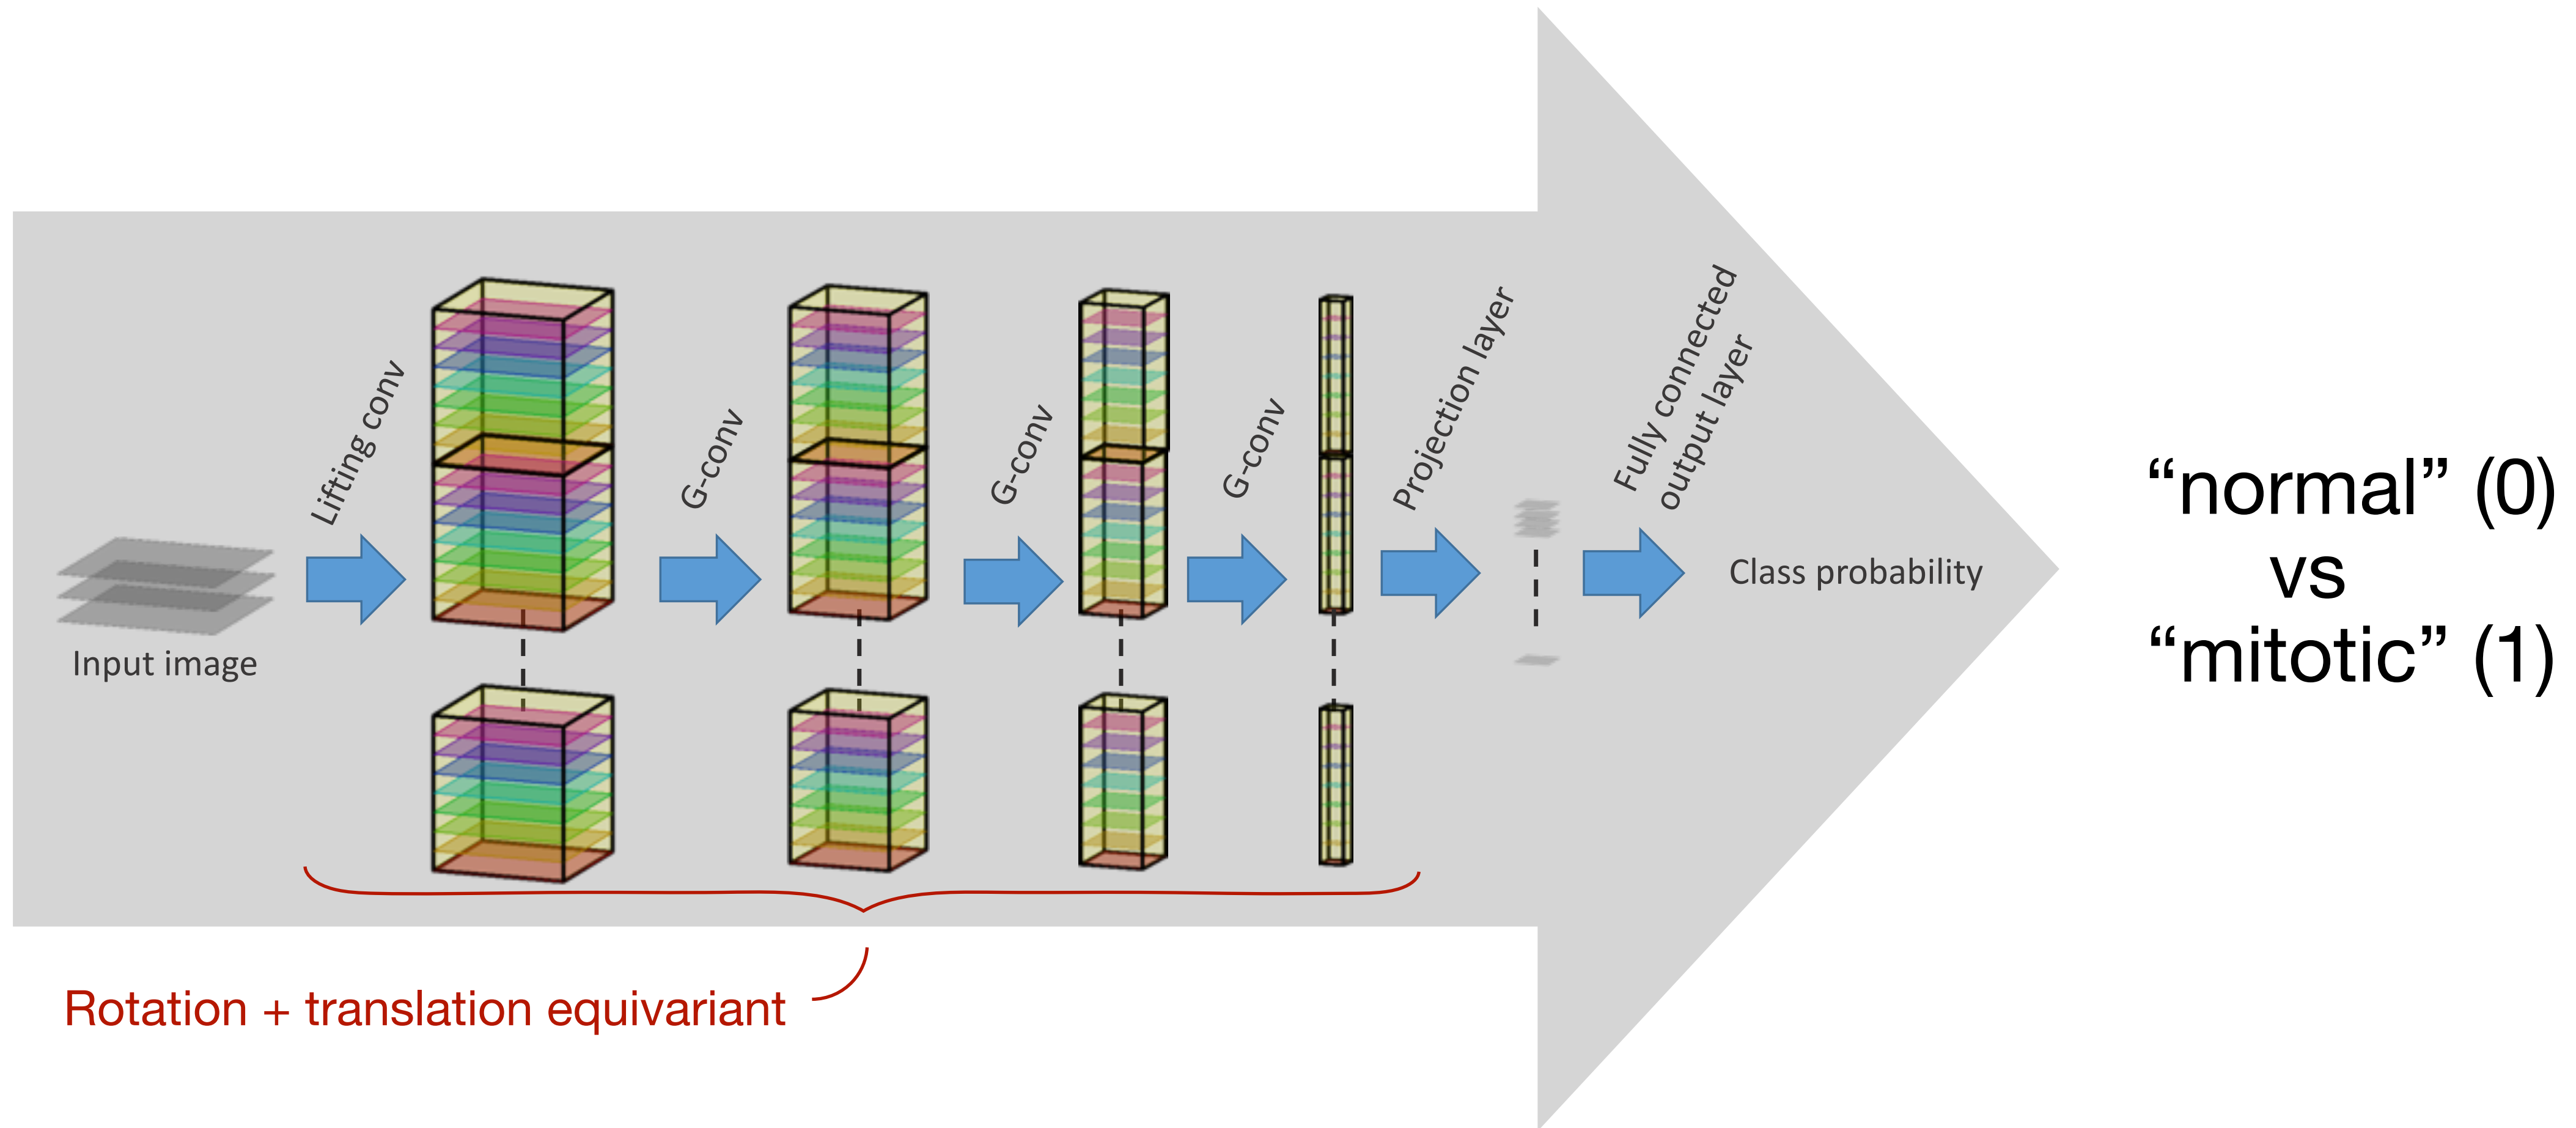 Lifting conv
G-conv
G-conv
G-conv
Projection layer
Fully connected
output layer
Input image
Class probability
“normal” (0)
vs
“mitotic” (1)
Rotation + translation equivariant